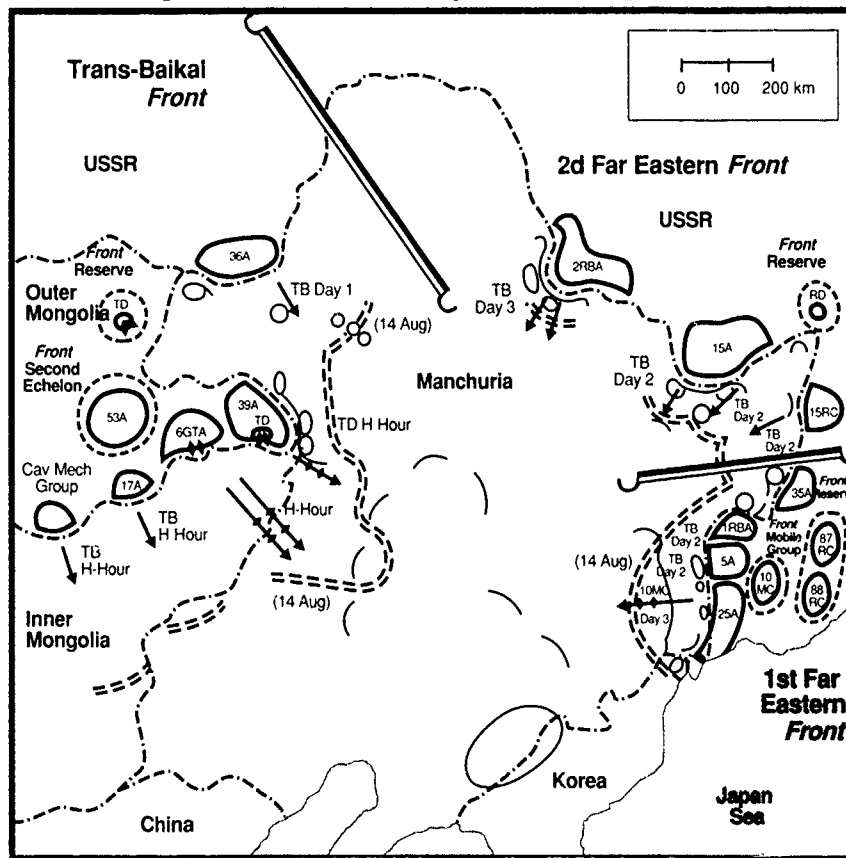 Trans-Baikal
Front
USSR
0 100 200 km
2d Far Eastern Front
USSR
Front
Reserve
36A
2RBA
Front
Reserve
Outer
Mongolia
TD
TB Day 1
TB
Day 3
(14 Aug)
RD
Front
Second
Echelon
15A
Manchuria
TB
Day 2
TB
Day 2
53A
6GTA
39A
TD
TD H Hour
15RC
TB
Day 2
Cav Mech
Group
17A
H-Hour
TB
H Hour
TB
H-Hour
35A
Front
Reserve
TB
Day 2
1RBA
Front
Mobile
Group
87
RC
(14 Aug)
TB
Day 2
5A
10
MC
88
RC
10MC
Day 3
25A
(14 Aug)
Inner
Mongolia
1st Far
Eastern
Front
Korea
Japan
Sea
China